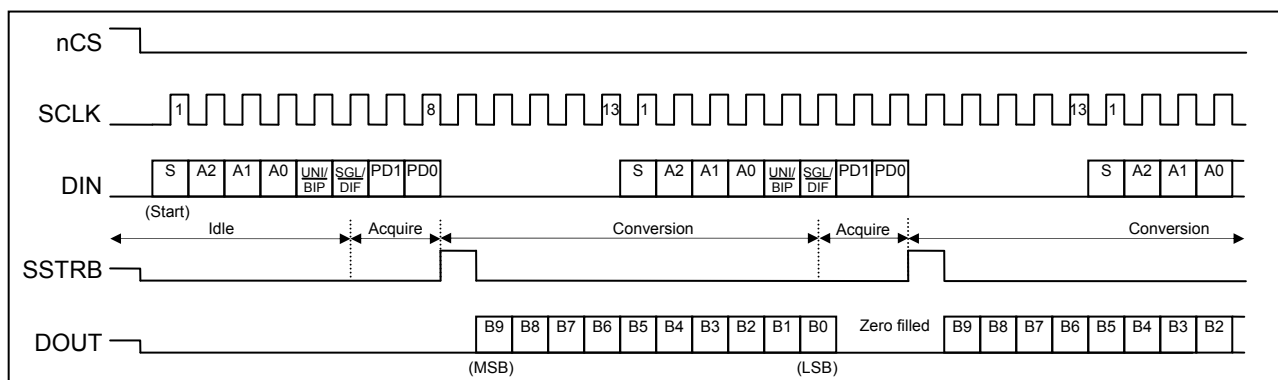 nCS
SCLK 1 8 13 1 13 1
DIN S A2 A1 A0 UNI/BIP SGL/DIF PD1 PD0 S A2 A1 A0 UNI/BIP SGL/DIF PD1 PD0 S A2 A1 A0
(Start)
Idle Acquire Conversion Acquire Conversion
SSTRB
DOUT B9 B8 B7 B6 B5 B4 B3 B2 B1 B0 Zero filled B9 B8 B7 B6 B5 B4 B3 B2
(MSB) (LSB)